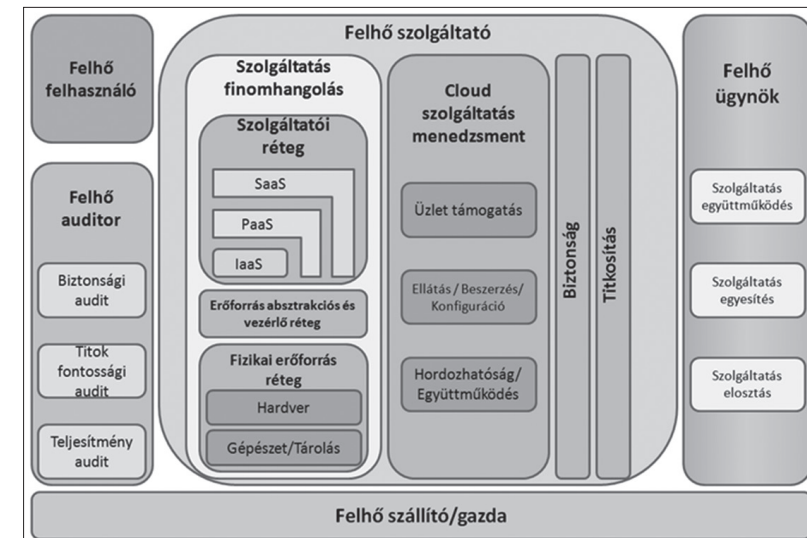 Felhő
felhasználó
Felhő
auditor
Biztonsági
audit
Titok
fontossági
audit
Teljesítmény
audit
Felhő szolgáltató
Szolgáltatás
finomhangolás
Szolgáltatói
réteg
SaaS
PaaS
IaaS
Erőforrás absztrakciós és
vezérlő réteg
Fizikai erőforrás
réteg
Hardver
Gépészet/Tárolás
Cloud
szolgáltatás
menedzsment
Üzlet támogatás
Ellátás / Beszerzés/
Konfiguráció
Hordozhatóság/
Együttműködés
Biztonság
Titkosítás
Felhő
ügynök
Szolgáltatás
együttműködés
Szolgáltatás
egyesítés
Szolgáltatás
elosztás
Felhő szállító/gazda